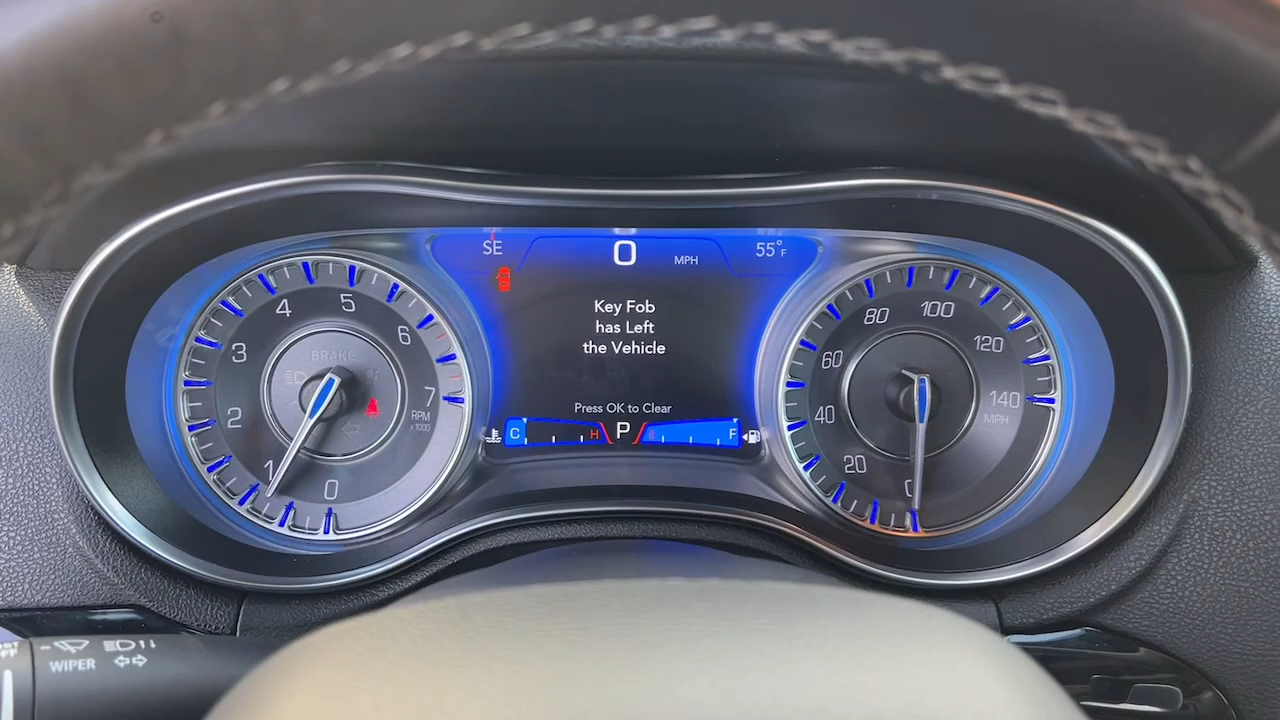 SE 0 MPH 55°F
Key Fob
has Left
the Vehicle
Press OK to Clear
C H P E F
BRAKE
0 1 2 3 4 5 6 7
RPM
x 1000
0 20 40 60 80 100 120 140
MPH
WIPER